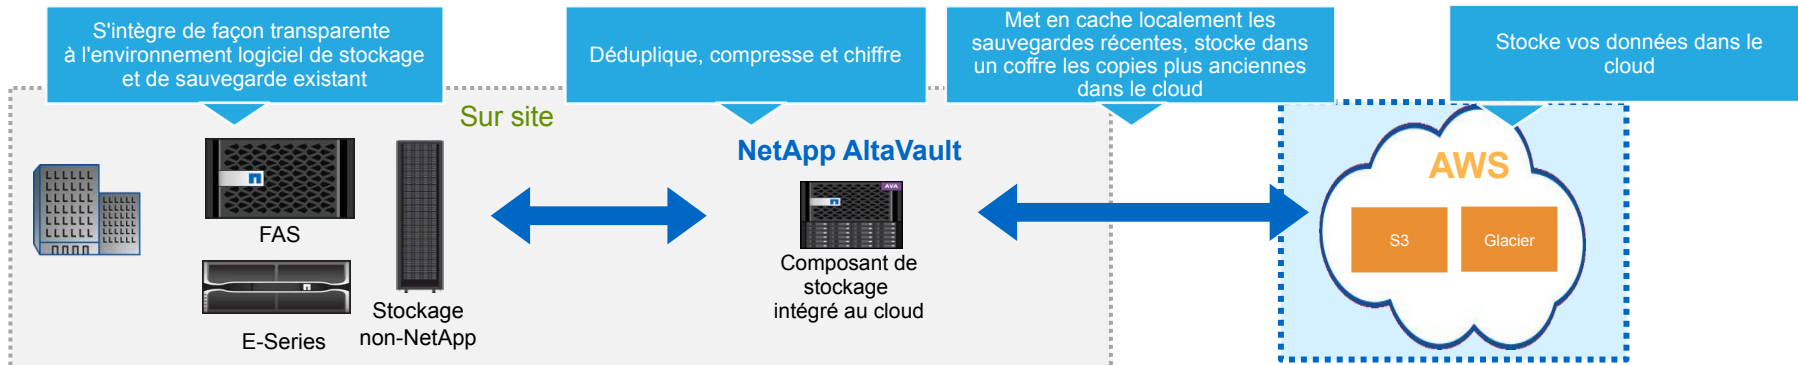 S'intègre de façon transparente
à l'environnement logiciel de stockage
et de sauvegarde existant
Déduplique, compresse et chiffre
Met en cache localement les
sauvegardes récentes, stocke dans
un coffre les copies plus anciennes
dans le cloud
Stocke vos données dans le
cloud
Sur site
NetApp AltaVault
AWS
AVA
FAS
S3
Glacier
Composant de
stockage
intégré au cloud
E-Series
Stockage
non-NetApp